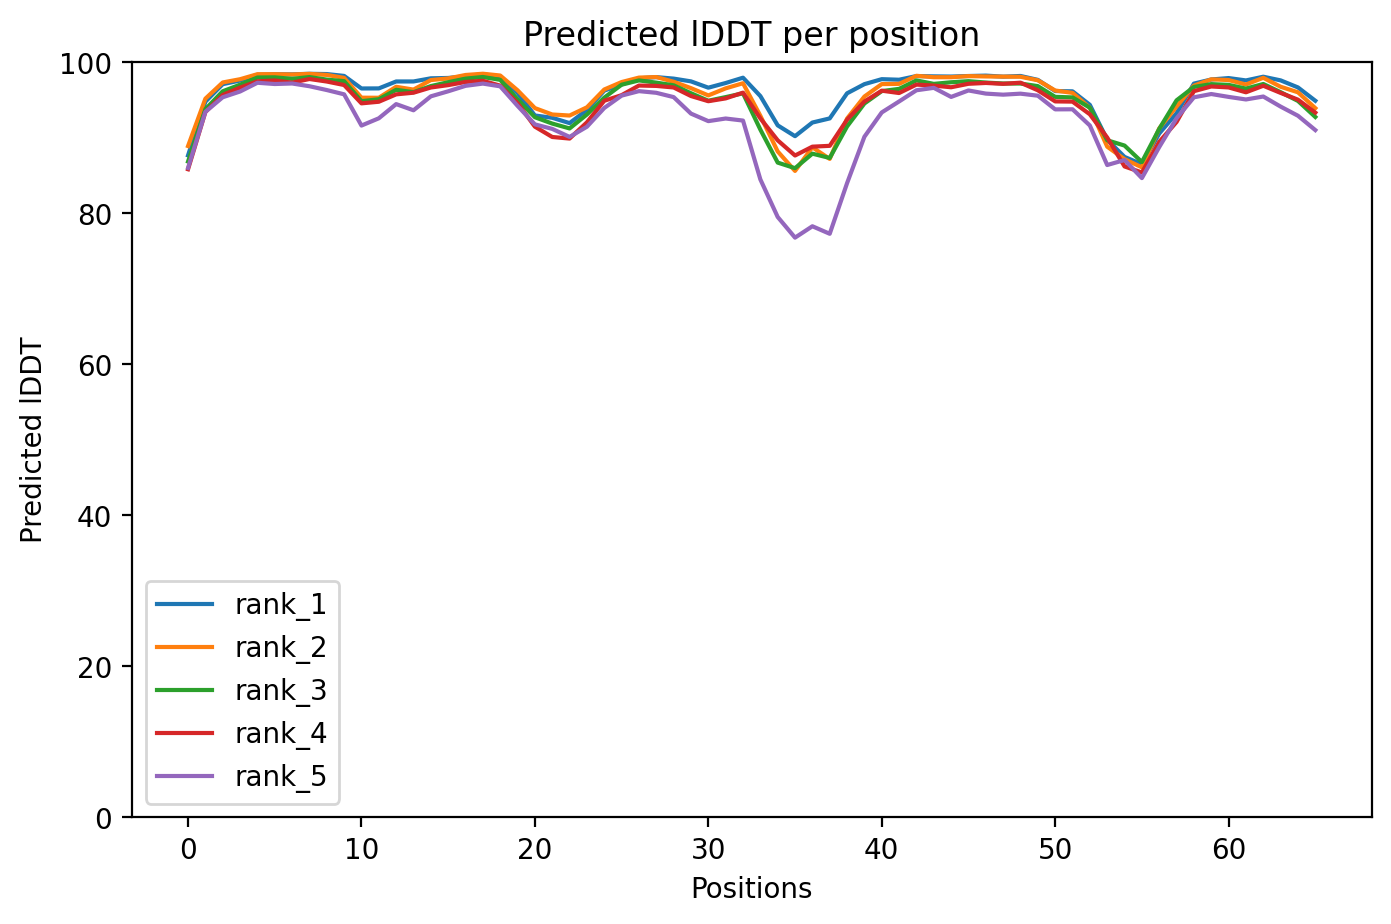 Predicted lDDT per position
100
80
60
40
20
0
Predicted lDDT
rank_1
rank_2
rank_3
rank_4
rank_5
0 10 20 30 40 50 60
Positions